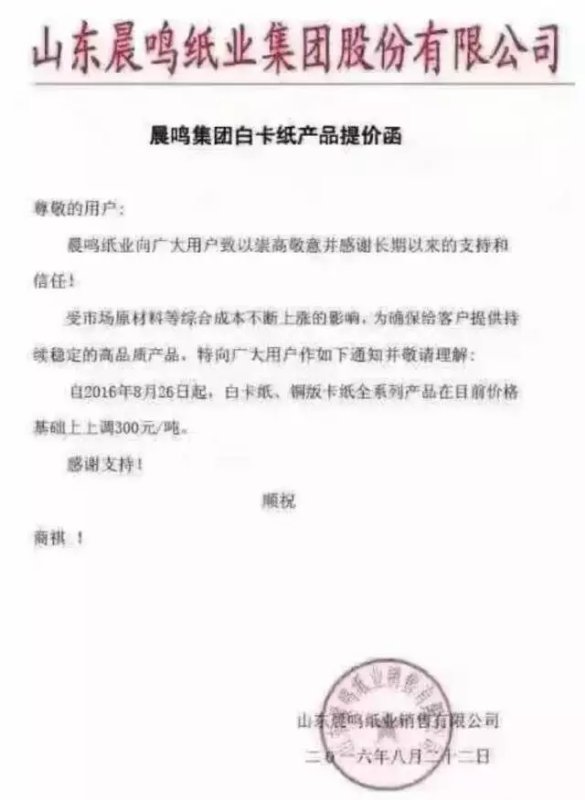 山东晨鸣纸业集团股份有限公司
晨鸣集团白卡纸产品提价函
尊敬的用户:
晨鸣纸业向广大用户致以崇高敬意并感谢长期以来的支持和
信任!
受市场原材料等综合成本不断上涨的影响,为确保给客户提供持
续稳定的高品质产品,特向广大用户作如下通知并敬请理解:
自2016年8月26日起,白卡纸、铜版卡纸全系列产品在目前价格
基础上上调300元/吨。
感谢支持!
顺祝
商祺 !
山东晨鸣纸业销售有限公司
二0一六年八月二十二日